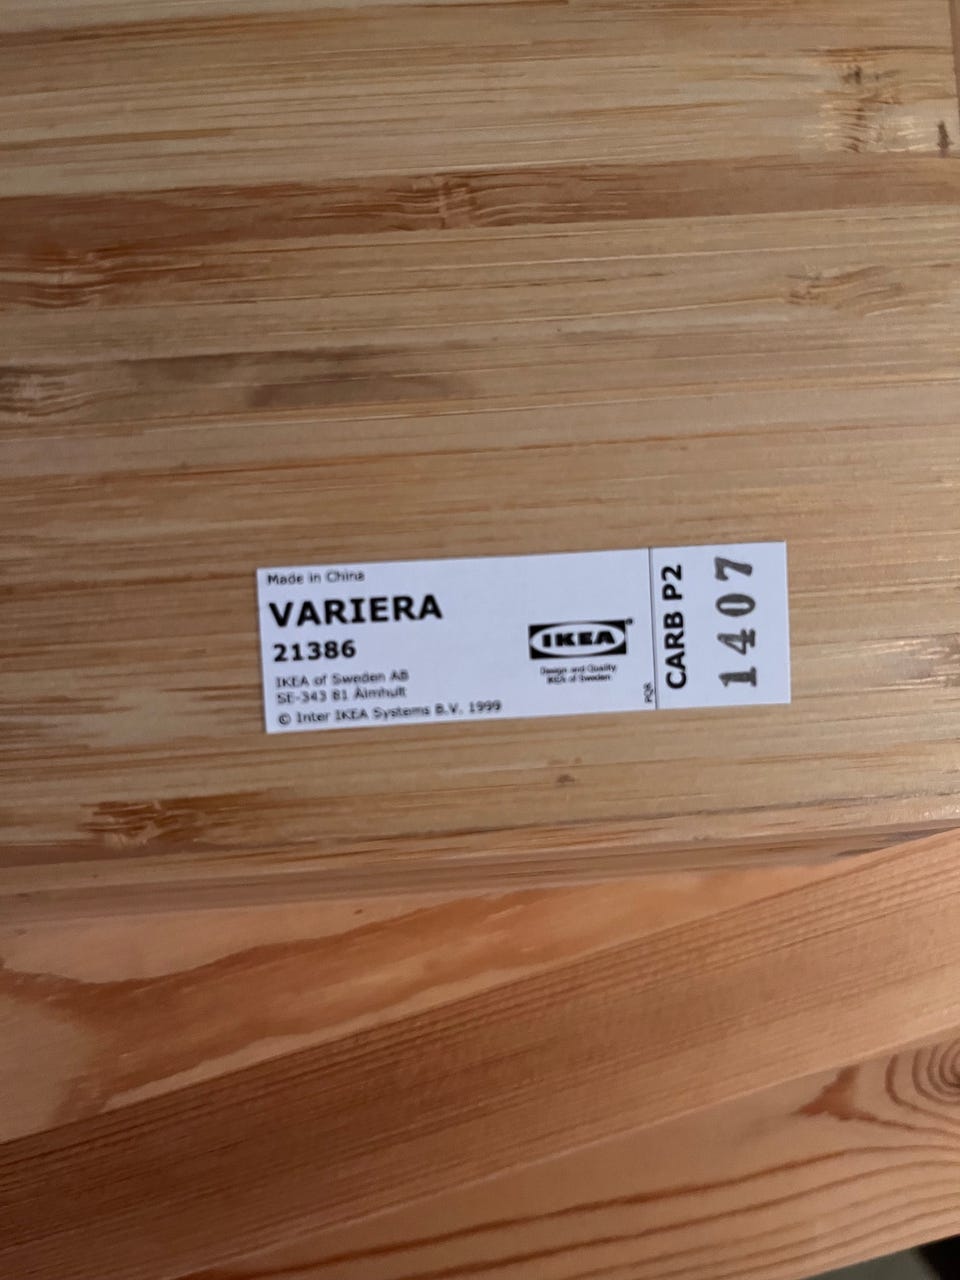 Made in China
VARIERA
21386
IKEA of Sweden AB
SE-343 81 Älmhult
© Inter IKEA Systems B.V. 1999
IKEA®
Design and Quality
IKEA of Sweden
PQR
CARB P2
1407